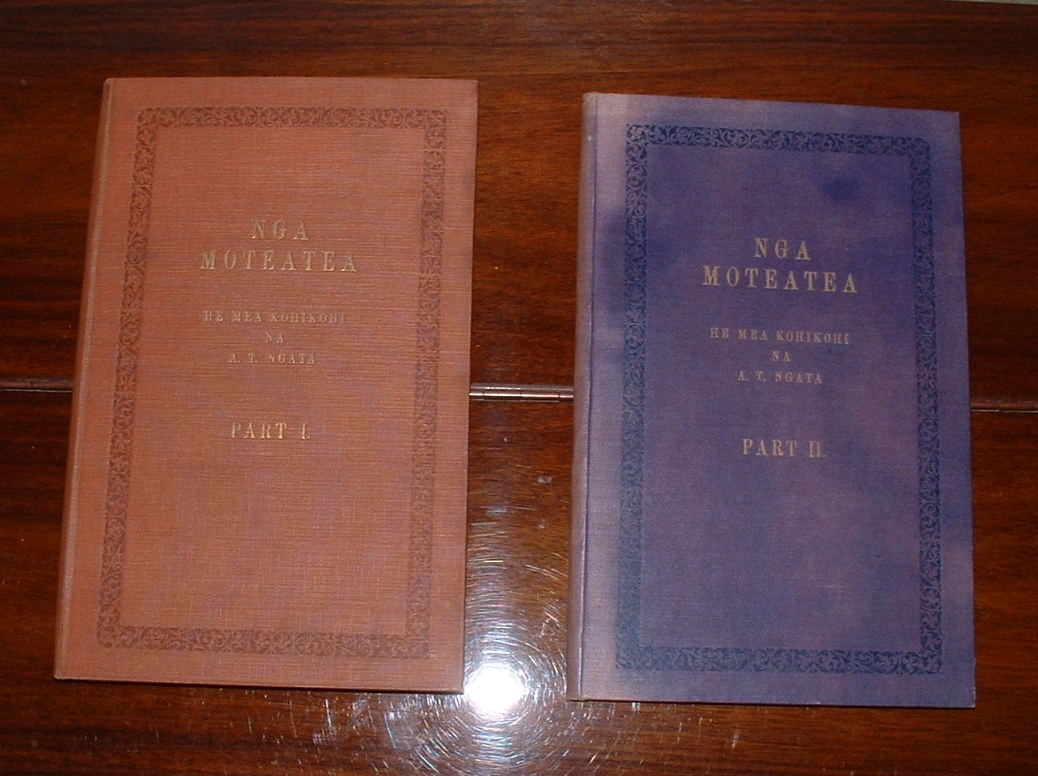 NGA
MOTEATEA
HE MEA KOHIKOHI
NA
A. T. NGATA
PART I.
NGA
MOTEATEA
HE MEA KOHIKOHI
NA
A. T. NGATA
PART II.